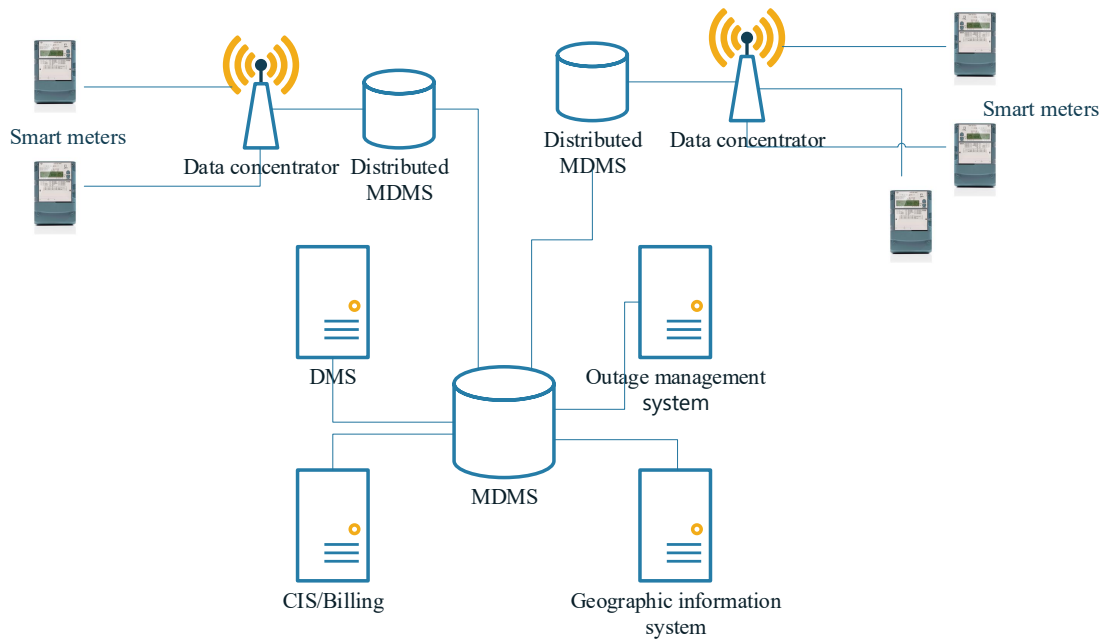 Smart meters
Data concentrator
Distributed
MDMS
Distributed
MDMS
Data concentrator
Smart meters
DMS
Outage management
system
MDMS
CIS/Billing
Geographic information
system